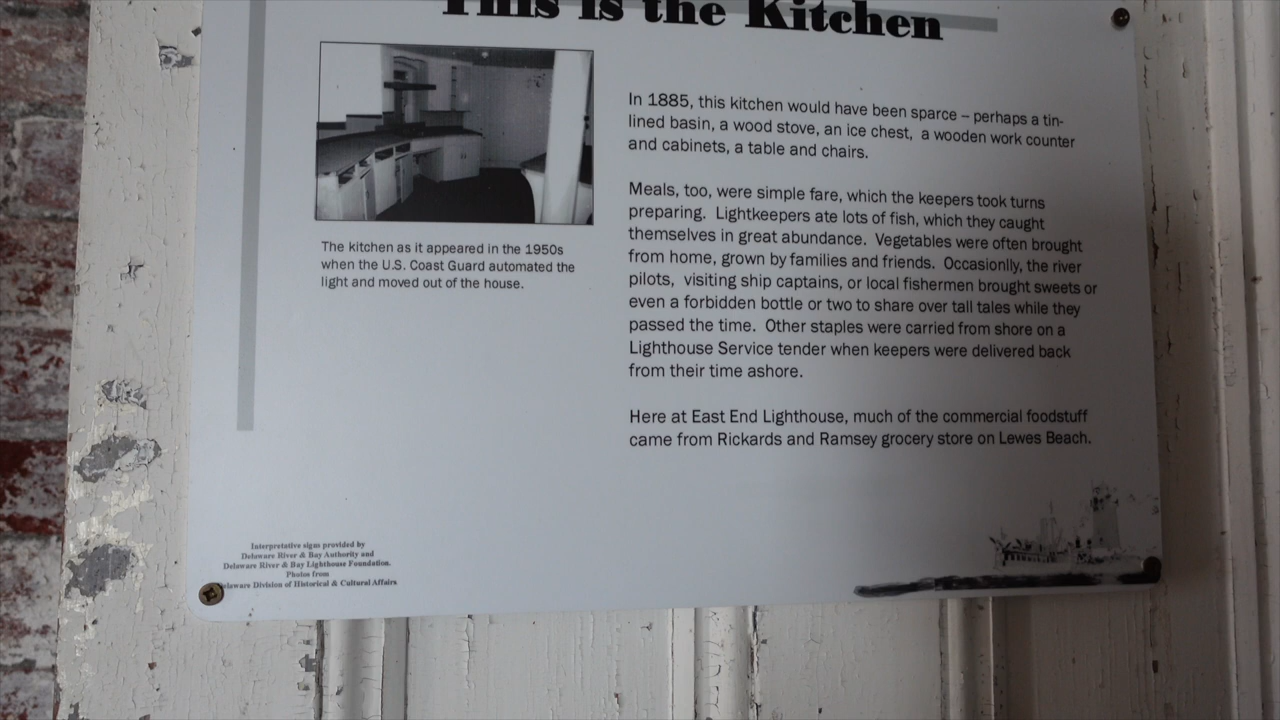 This is the Kitchen
In 1885, this kitchen would have been sparce – perhaps a tin-
lined basin, a wood stove, an ice chest, a wooden work counter
and cabinets, a table and chairs.
Meals, too, were simple fare, which the keepers took turns
preparing. Lightkeepers ate lots of fish, which they caught
themselves in great abundance. Vegetables were often brought
from home, grown by families and friends. Occasionlly, the river
pilots, visiting ship captains, or local fishermen brought sweets or
even a forbidden bottle or two to share over tall tales while they
passed the time. Other staples were carried from shore on a
Lighthouse Service tender when keepers were delivered back
from their time ashore.
Here at East End Lighthouse, much of the commercial foodstuff
came from Rickards and Ramsey grocery store on Lewes Beach.
The kitchen as it appeared in the 1950s
when the U.S. Coast Guard automated the
light and moved out of the house.
Interpretative signs provided by
Delaware River & Bay Authority and
Delaware River & Bay Lighthouse Foundation.
Photos from
Delaware Division of Historical & Cultural Affairs